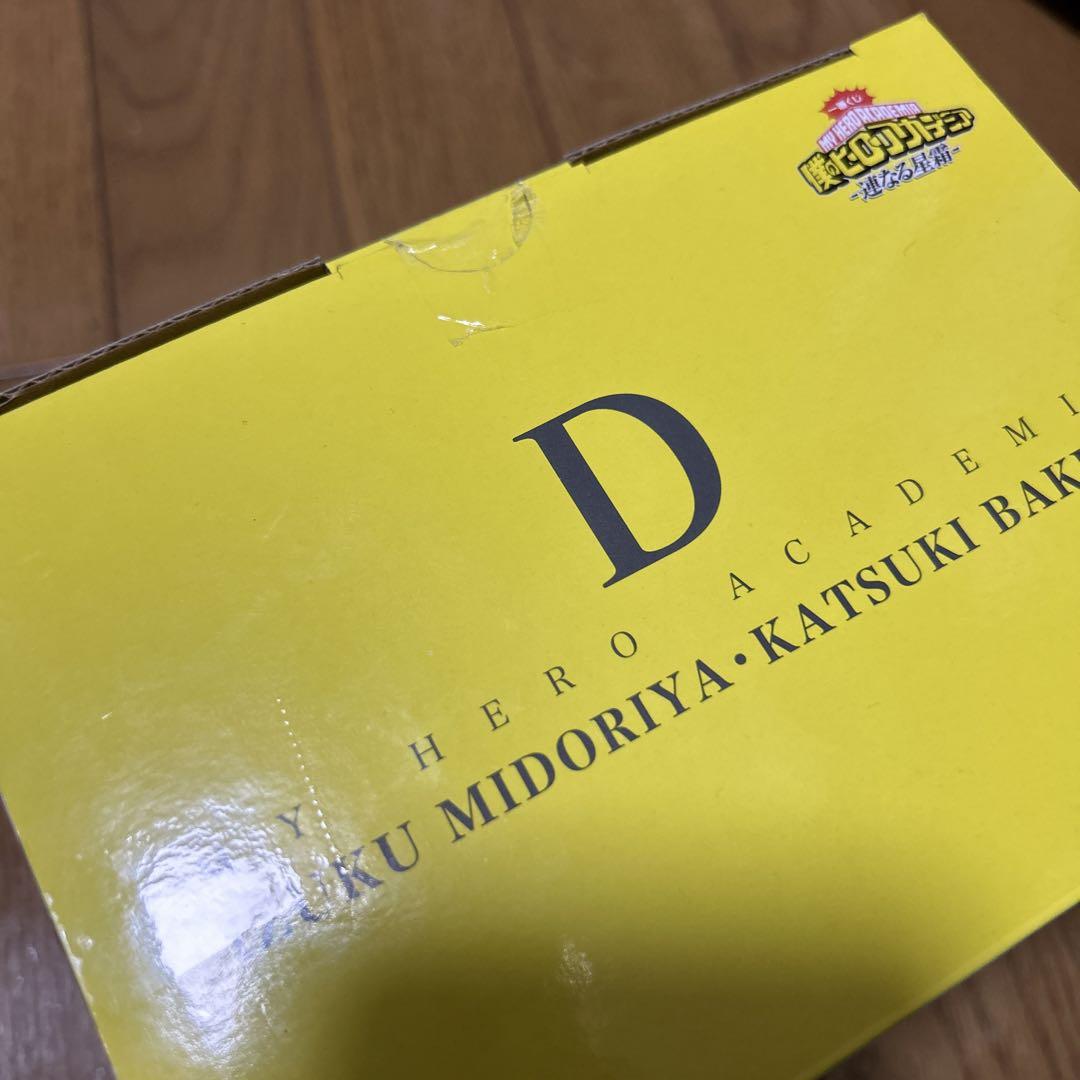 一番くじ
MY HERO ACADEMIA
僕のヒーローアカデミア
-連なる星霜-
D
Y HERO ACADEMI
UKU MIDORIYA・KATSUKI BAK